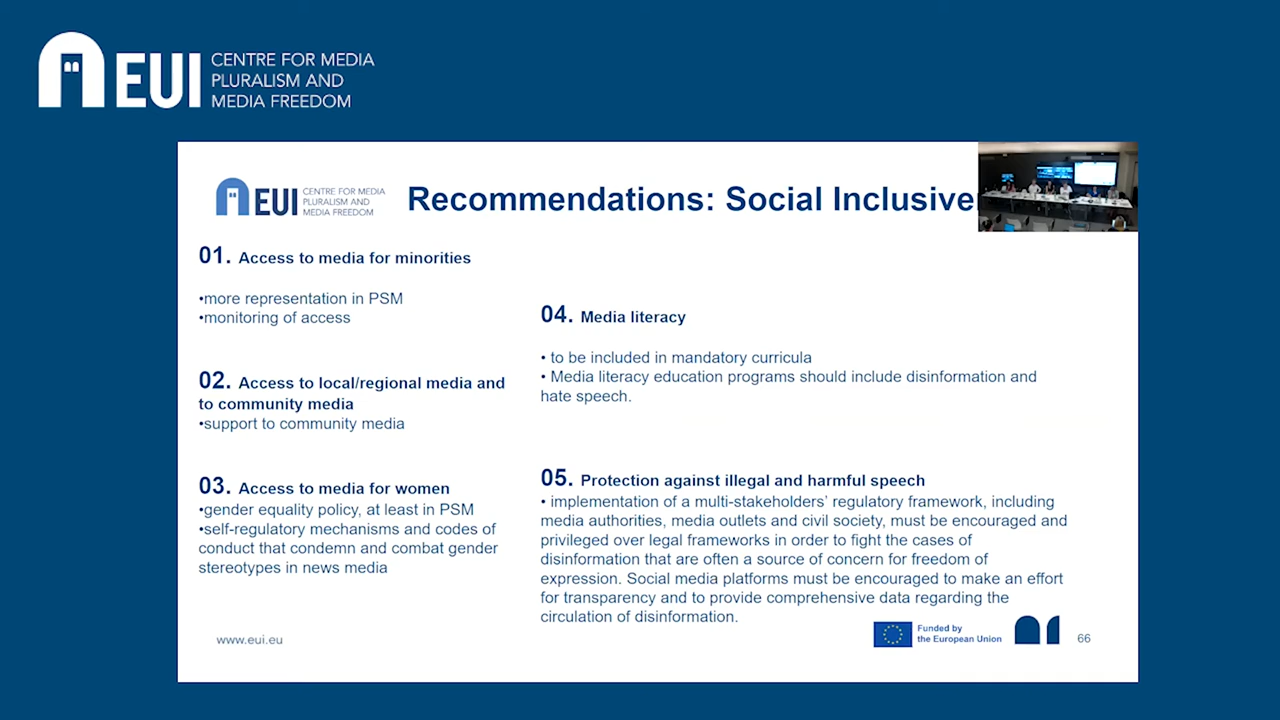 EUI
CENTRE FOR MEDIA
PLURALISM AND
MEDIA FREEDOM
EUI
CENTRE FOR MEDIA
PLURALISM AND
MEDIA FREEDOM
Recommendations: Social Inclusive
01. Access to media for minorities
•more representation in PSM
•monitoring of access
02. Access to local/regional media and
to community media
•support to community media
03. Access to media for women
•gender equality policy, at least in PSM
•self-regulatory mechanisms and codes of
conduct that condemn and combat gender
stereotypes in news media
04. Media literacy
• to be included in mandatory curricula
• Media literacy education programs should include disinformation and
hate speech.
05. Protection against illegal and harmful speech
• implementation of a multi-stakeholders' regulatory framework, including
media authorities, media outlets and civil society, must be encouraged and
privileged over legal frameworks in order to fight the cases of
disinformation that are often a source of concern for freedom of
expression. Social media platforms must be encouraged to make an effort
for transparency and to provide comprehensive data regarding the
circulation of disinformation.
www.eui.eu
Funded by
the European Union
66